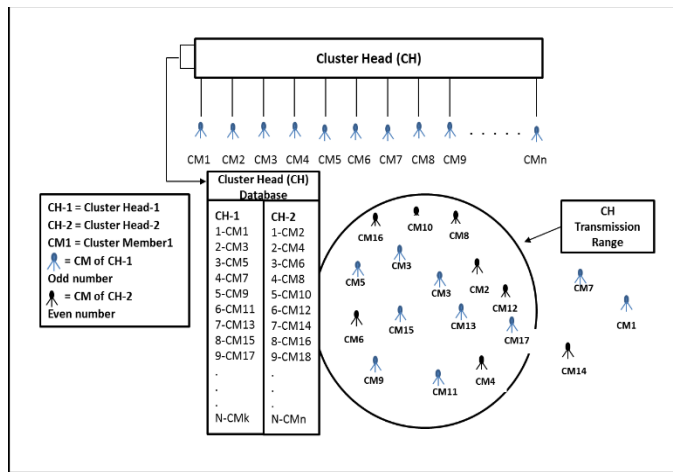 Cluster Head (CH)
CM1 CM2 CM3 CM4 CM5 CM6 CM7 CM8 CM9 . . . . . CMn
Cluster Head (CH)
Database
CH-1 CH-2
1-CM1 1-CM2
2-CM3 2-CM4
3-CM5 3-CM6
4-CM7 4-CM8
5-CM9 5-CM10
6-CM11 6-CM12
7-CM13 7-CM14
8-CM15 8-CM16
9-CM17 9-CM18
. .
. .
. .
N-CMk N-CMn
CH-1 = Cluster Head-1
CH-2 = Cluster Head-2
CM1 = Cluster Member1
= CM of CH-1
Odd number
= CM of CH-2
Even number
CH
Transmission
Range
CM16
CM10
CM8
CM3
CM5
CM3
CM2
CM12
CM6
CM15
CM13
CM17
CM9
CM11
CM4
CM7
CM1
CM14